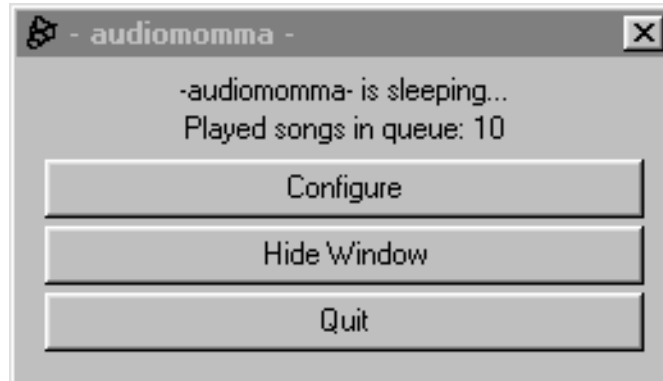 - audiomomma -
-audiomomma- is sleeping...
Played songs in queue: 10
Configure
Hide Window
Quit